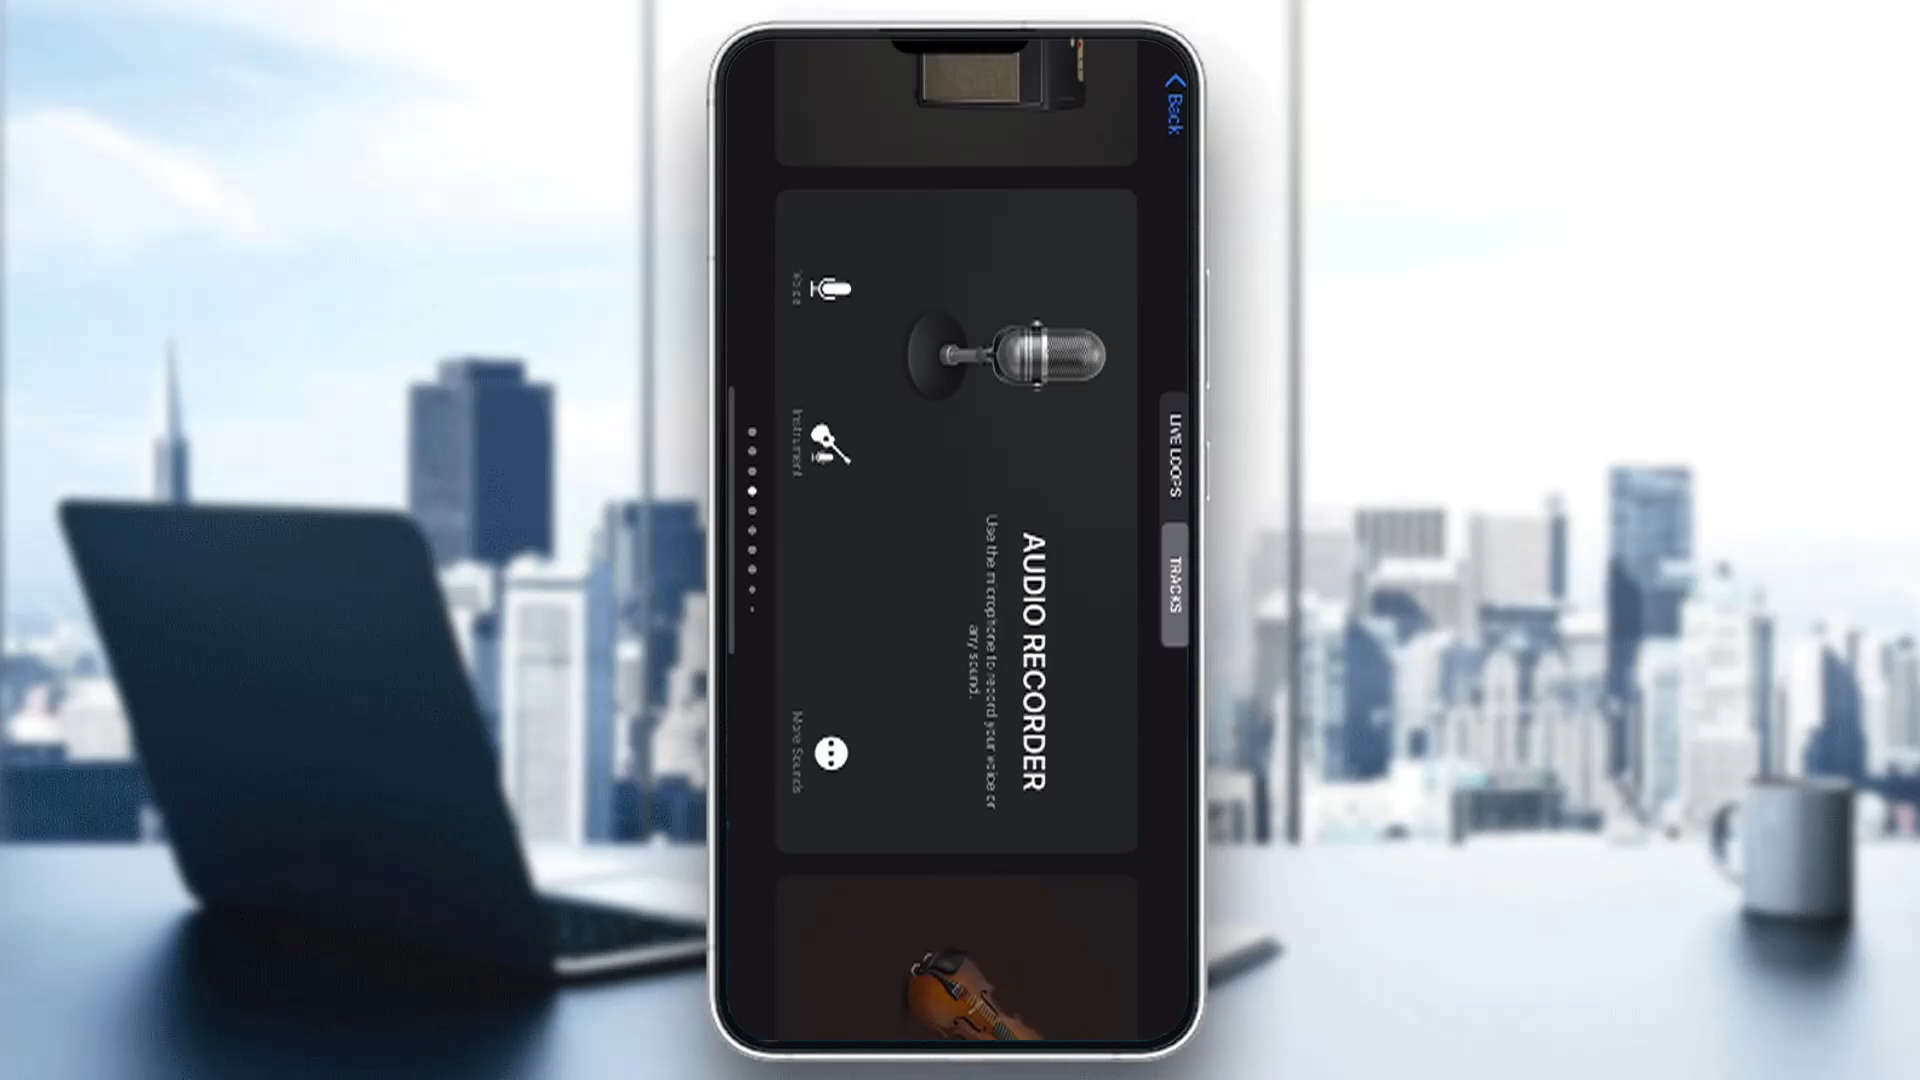 Back
LIVE LOOPS
TRACKS
AUDIO RECORDER
Use the microphone to record your voice or
any sound.
Voice
Instrument
More Sounds